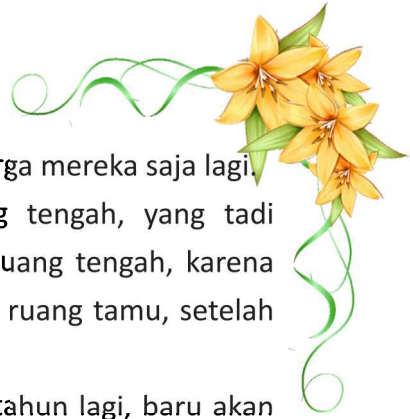 rga mereka saja lagi.
g tengah, yang tadi
uang tengah, karena
ruang tamu, setelah
tahun lagi, baru akan